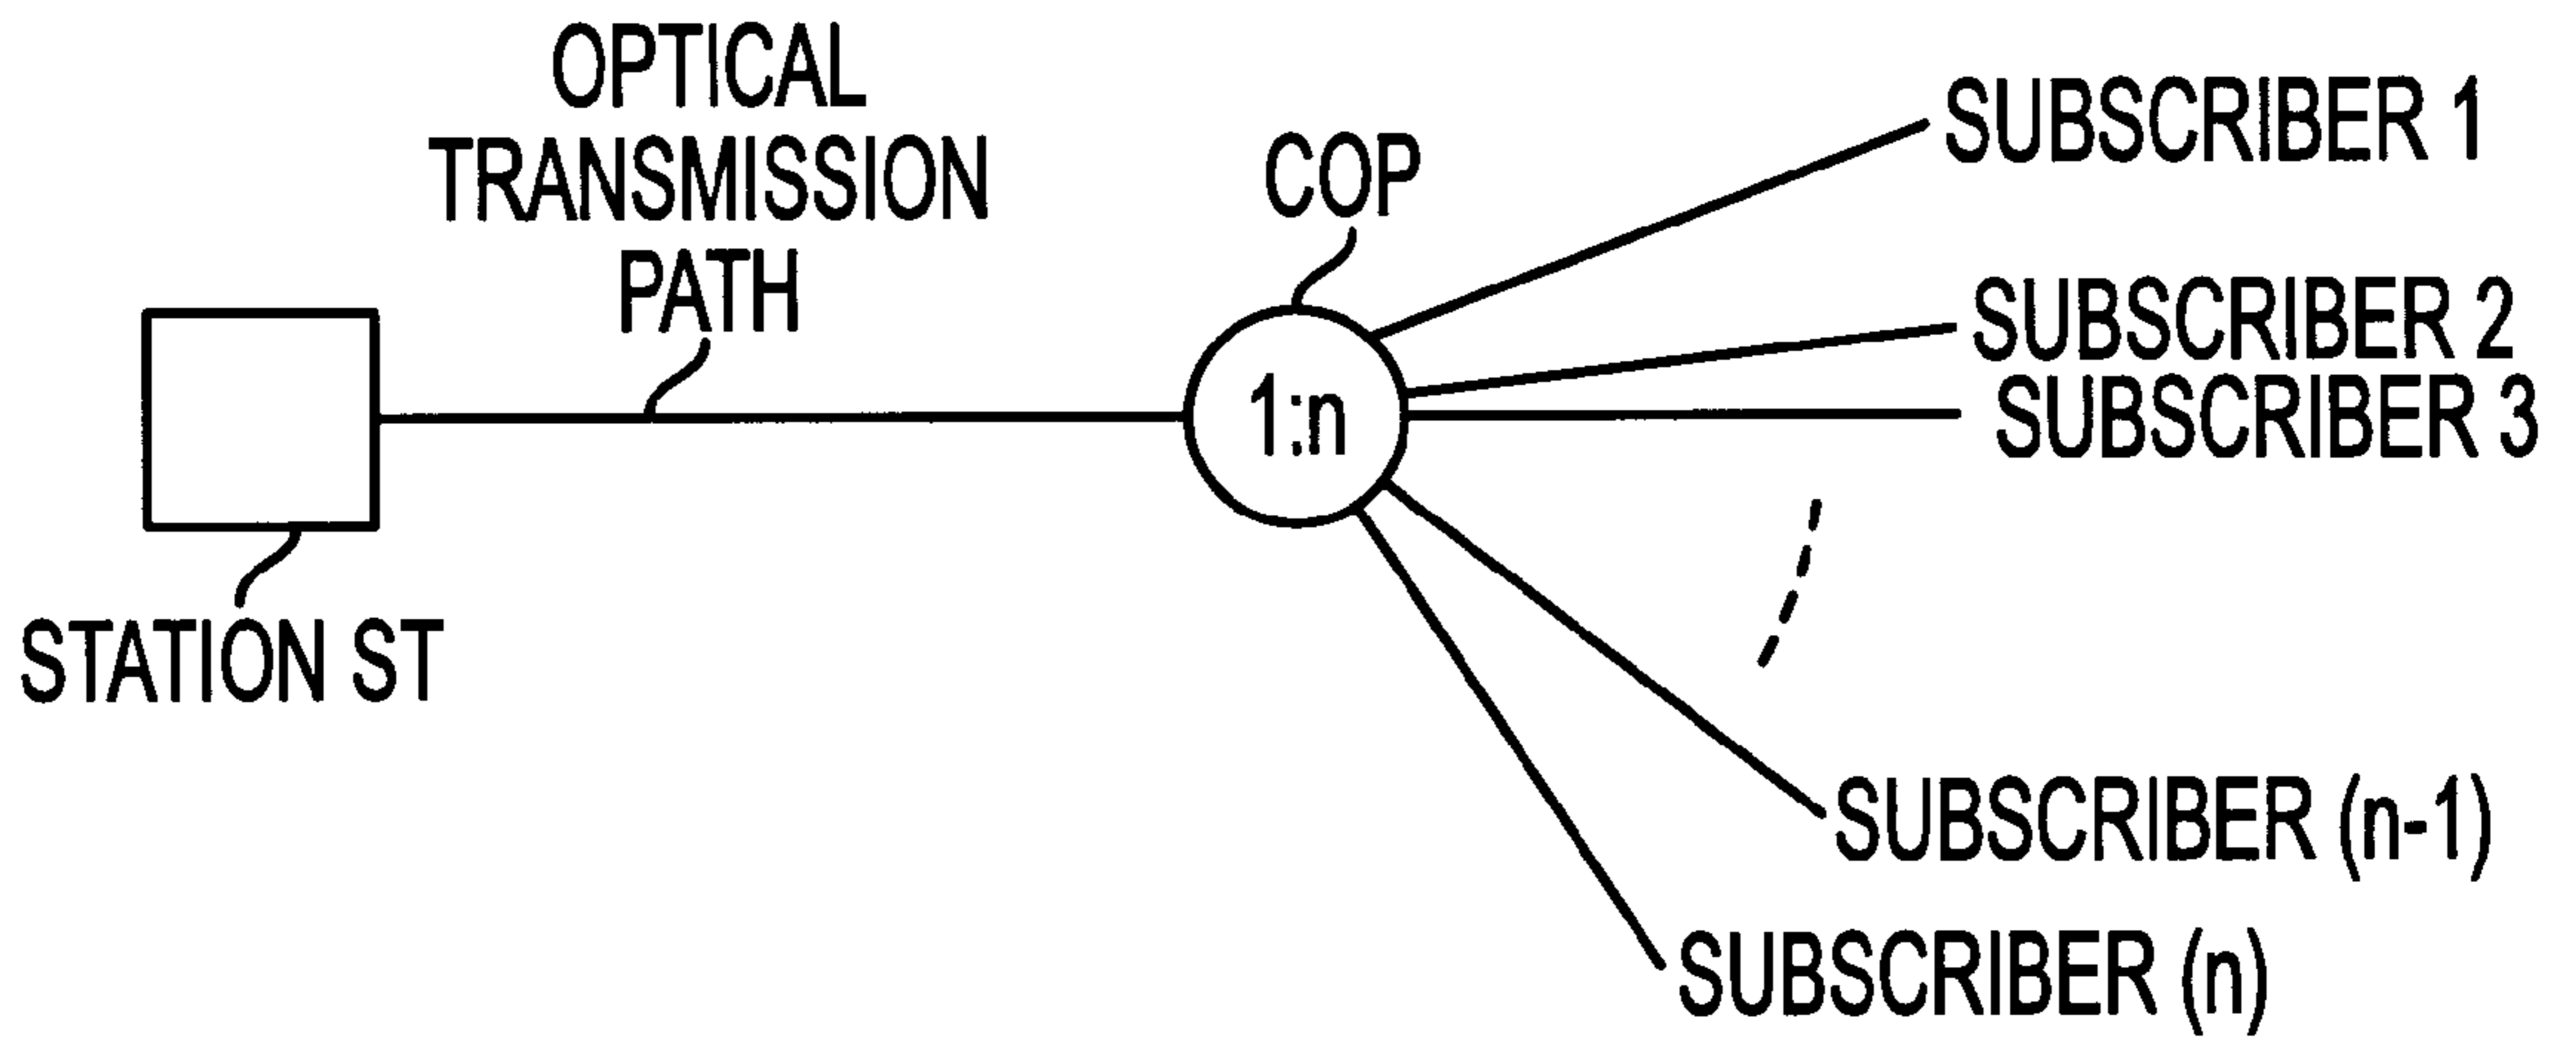 OPTICAL
TRANSMISSION
PATH
COP
SUBSCRIBER 1
SUBSCRIBER 2
SUBSCRIBER 3
1:n
STATION ST
SUBSCRIBER (n-1)
SUBSCRIBER (n)